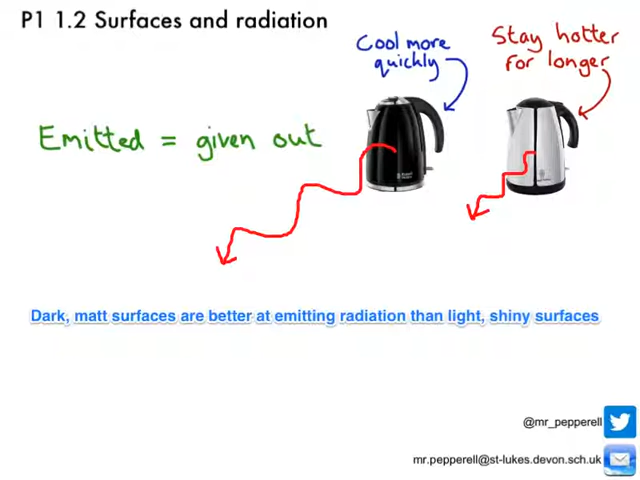 P1 1.2 Surfaces and radiation
Cool more
quickly
Stay hotter
for longer
Emitted = given out
Dark, matt surfaces are better at emitting radiation than light, shiny surfaces
@mr_pepperell
mr.pepperell@st-lukes.devon.sch.uk